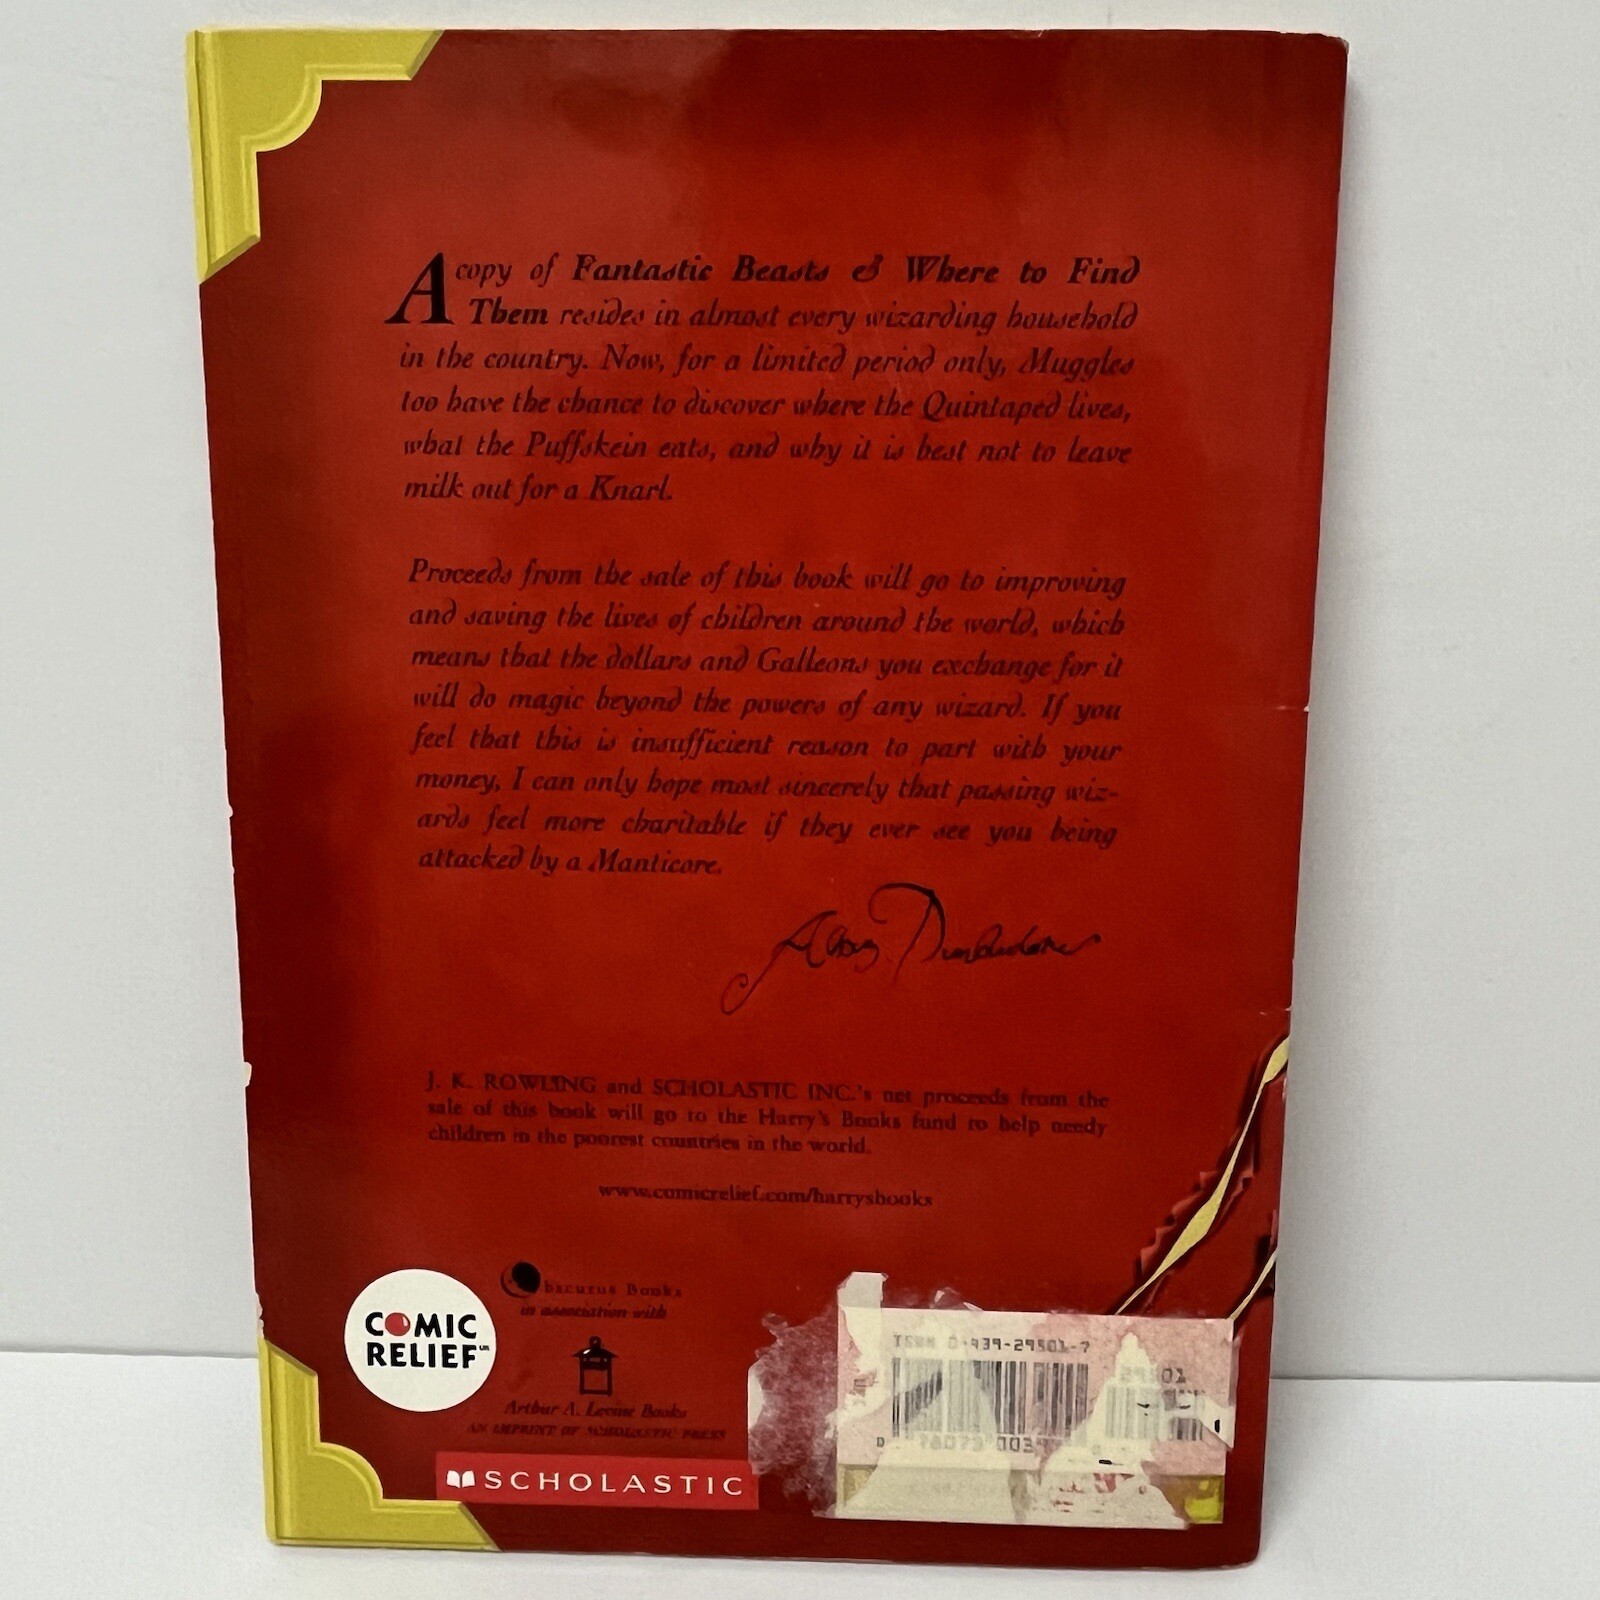 A copy of Fantastic Beasts & Where to Find
Them resides in almost every wizarding household
in the country. Now, for a limited period only, Muggles
too have the chance to discover where the Quintaped lives,
what the Puffskein eats, and why it is best not to leave
milk out for a Knarl.
Proceeds from the sale of this book will go to improving
and saving the lives of children around the world, which
means that the dollars and Galleons you exchange for it
will do magic beyond the powers of any wizard. If you
feel that this is insufficient reason to part with your
money, I can only hope most sincerely that passing wiz-
ards feel more charitable if they ever see you being
attacked by a Manticore.
Albus Dumbledore
J. K. ROWLING and SCHOLASTIC INC.'s net proceeds from the
sale of this book will go to the Harry's Books fund to help needy
children in the poorest countries in the world.
www.comicrelief.com/harrysbooks
COMIC
RELIEF UK
Obscurus Books
in association with
Arthur A. Levine Books
AN IMPRINT OF SCHOLASTIC PRESS
SCHOLASTIC
ISBN 0-439-29501-7